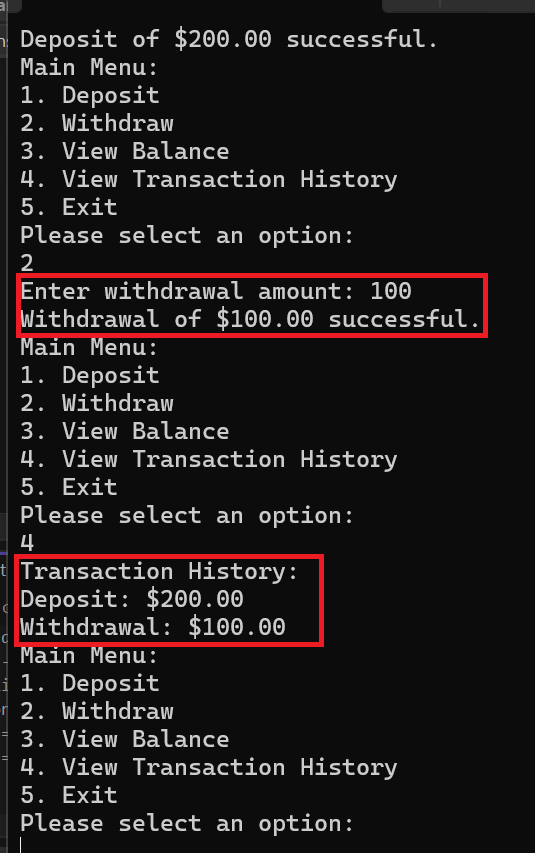 Deposit of $200.00 successful.
Main Menu:
1. Deposit
2. Withdraw
3. View Balance
4. View Transaction History
5. Exit
Please select an option:
2
Enter withdrawal amount: 100
Withdrawal of $100.00 successful.
Main Menu:
1. Deposit
2. Withdraw
3. View Balance
4. View Transaction History
5. Exit
Please select an option:
4
Transaction History:
Deposit: $200.00
Withdrawal: $100.00
Main Menu:
1. Deposit
2. Withdraw
3. View Balance
4. View Transaction History
5. Exit
Please select an option: